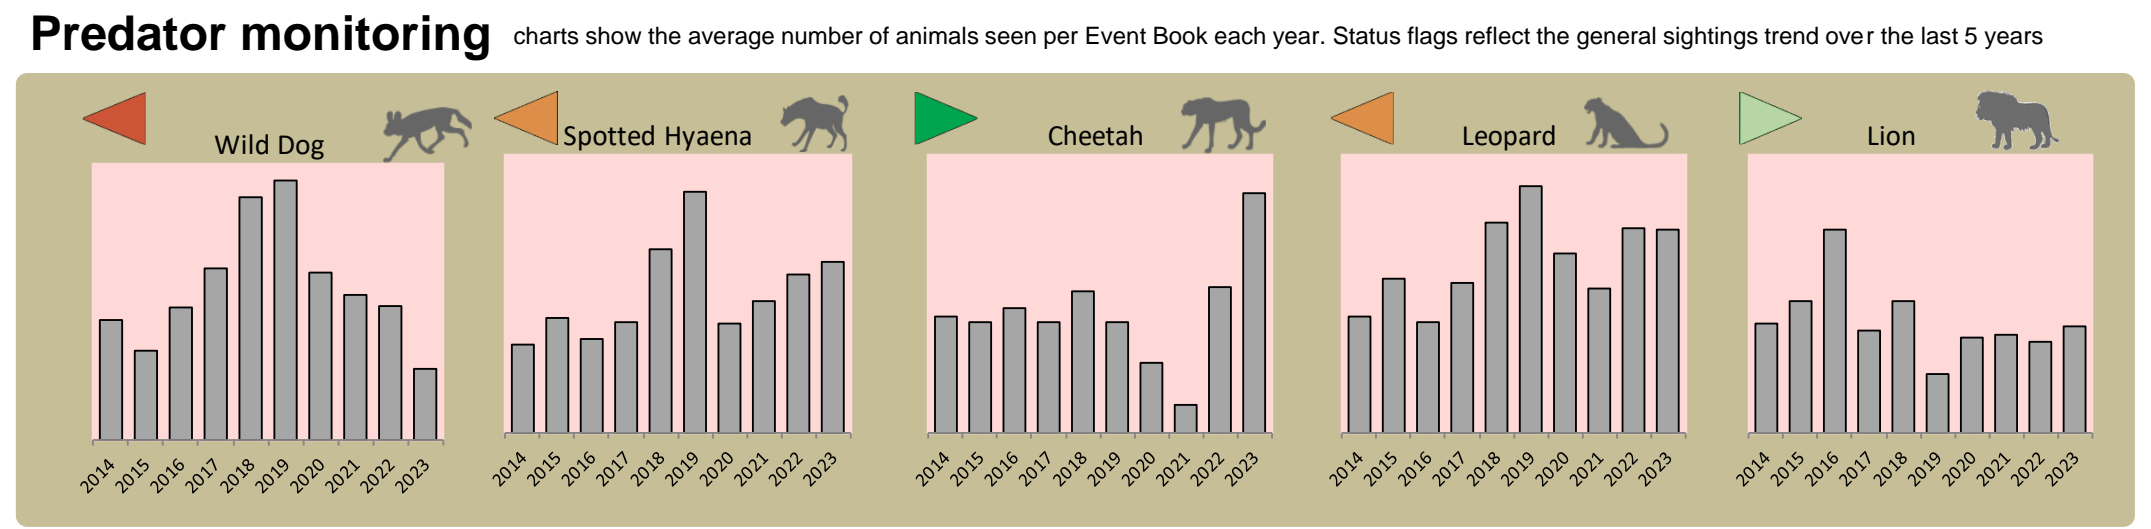 Predator monitoring charts show the average number of animals seen per Event Book each year. Status flags reflect the general sightings trend over the last 5 years
Wild Dog
2014 2015 2016 2017 2018 2019 2020 2021 2022 2023
Spotted Hyaena
2014 2015 2016 2017 2018 2019 2020 2021 2022 2023
Cheetah
2014 2015 2016 2017 2018 2019 2020 2021 2022 2023
Leopard
2014 2015 2016 2017 2018 2019 2020 2021 2022 2023
Lion
2014 2015 2016 2017 2018 2019 2020 2021 2022 2023